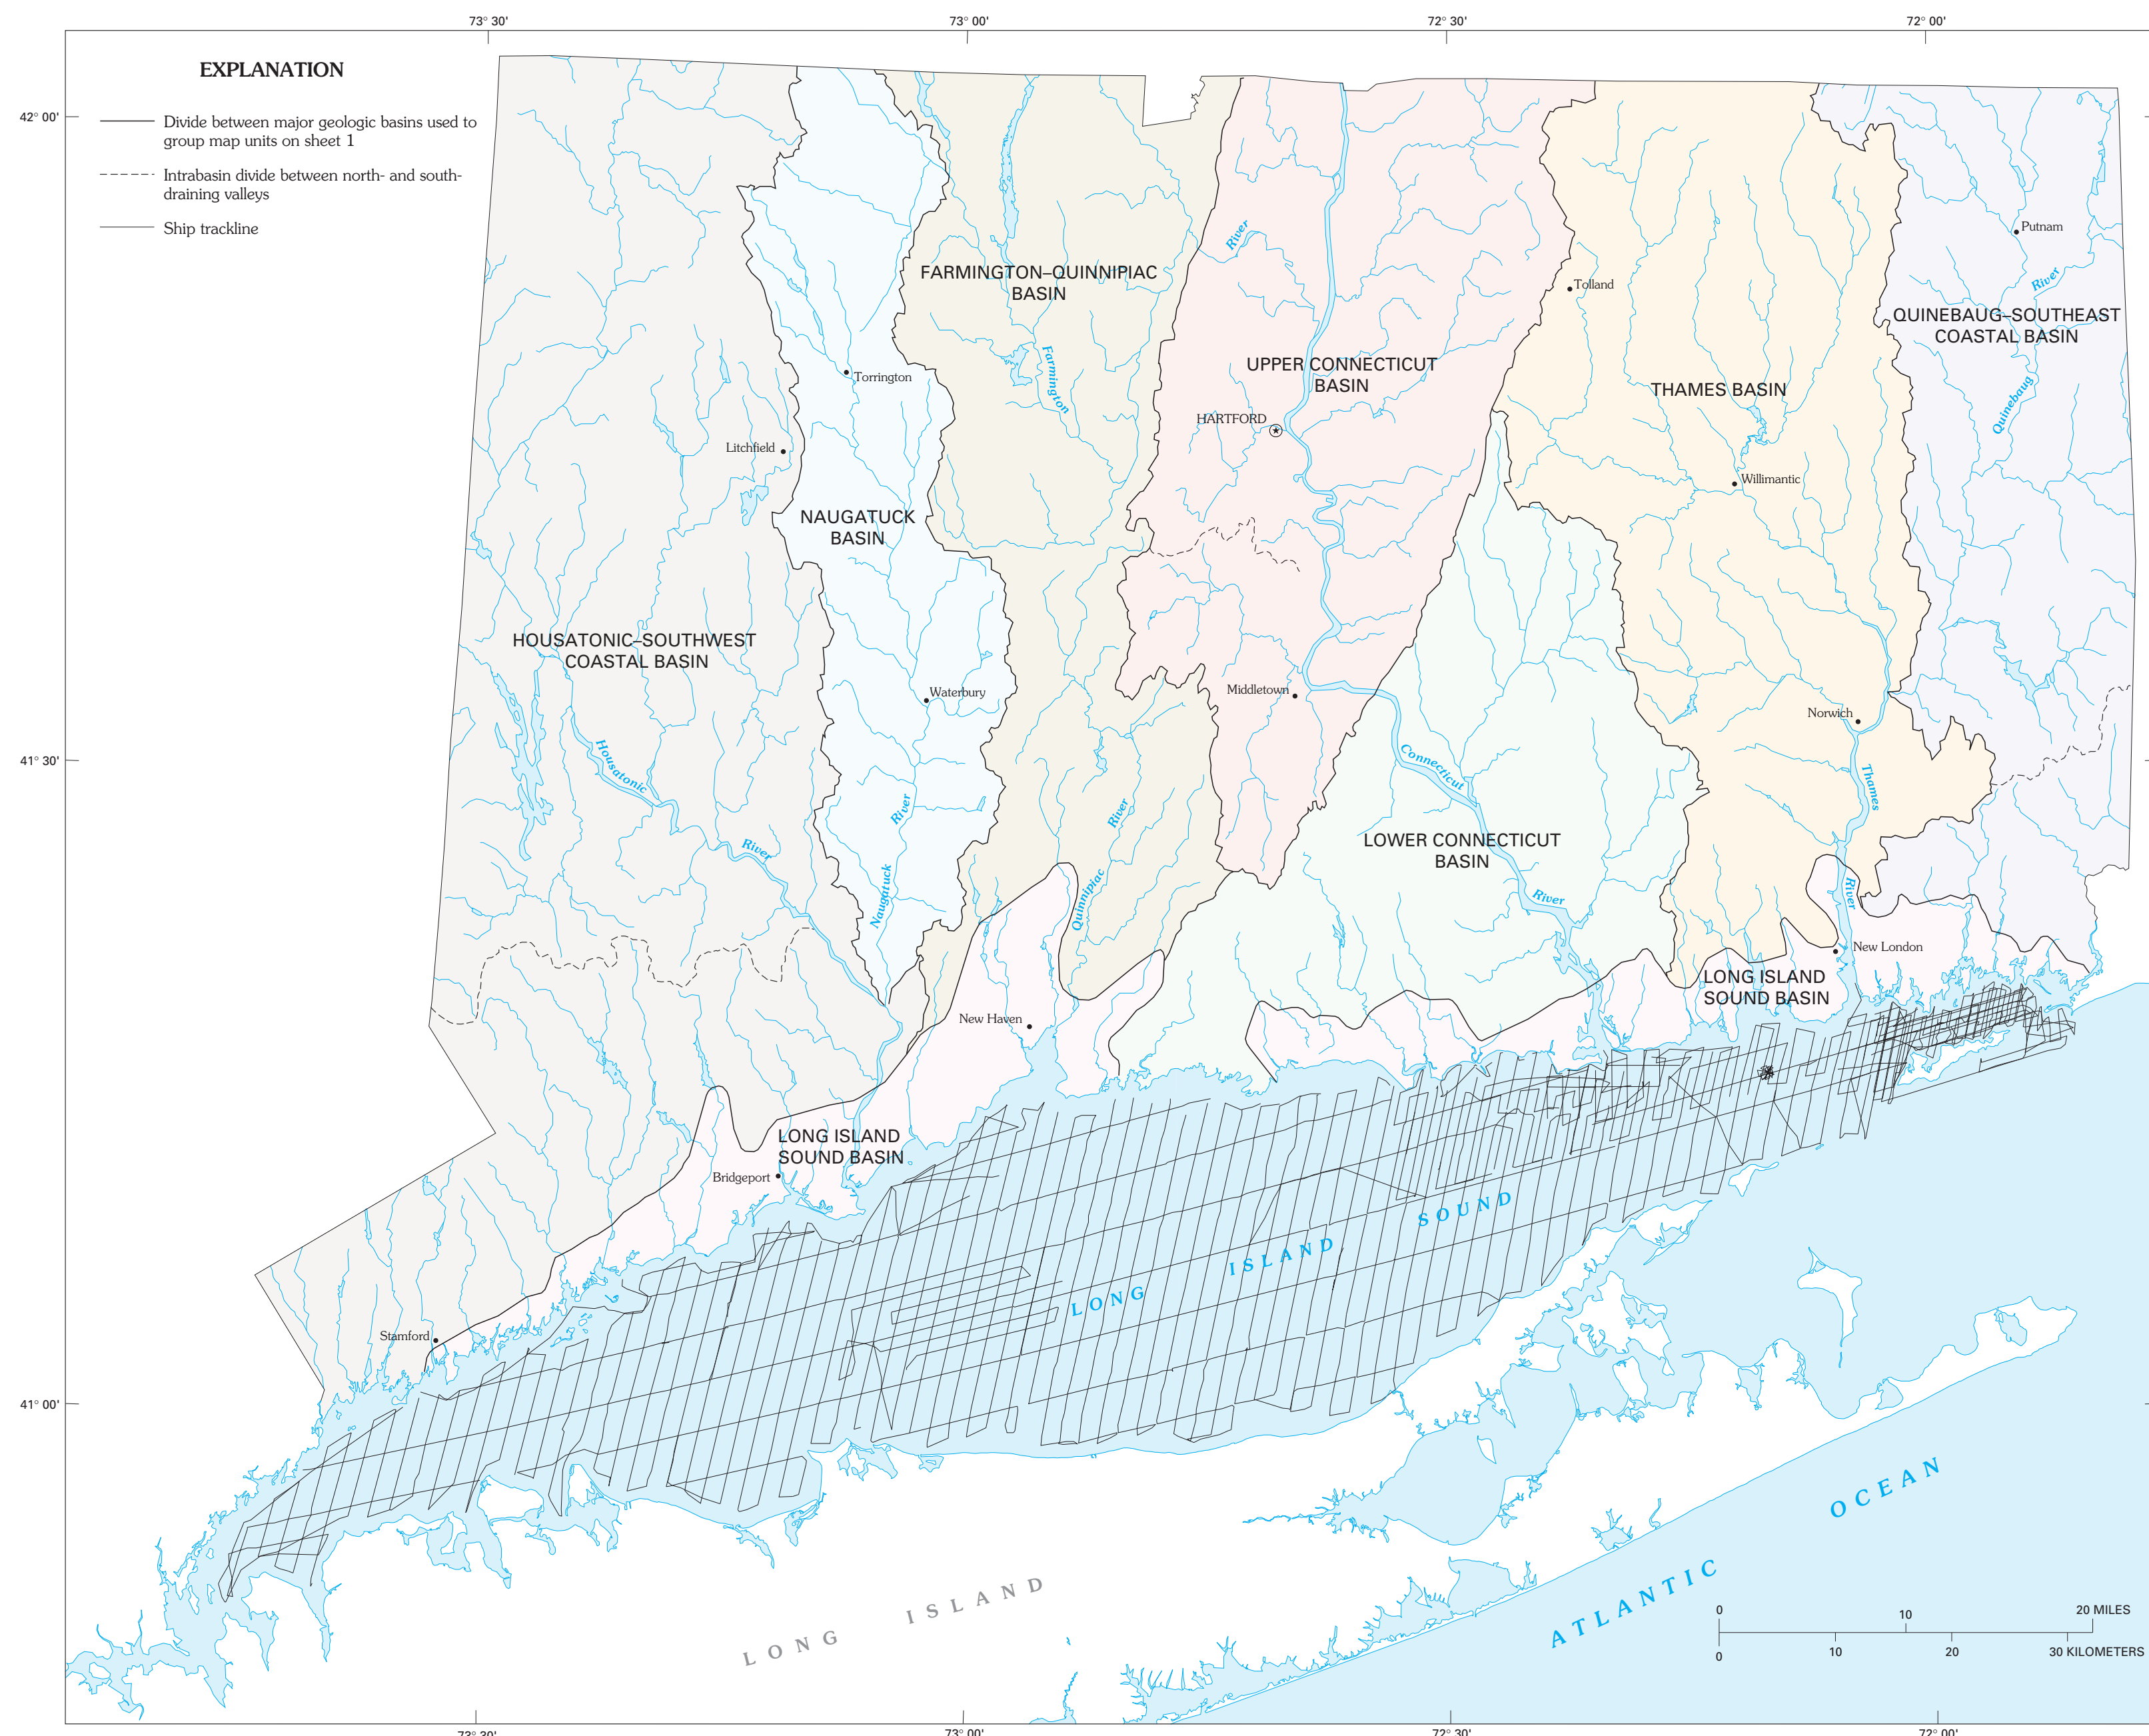 73° 30'
73° 00'
72° 30'
72° 00'
EXPLANATION
42° 00'
Divide between major geologic basins used to
group map units on sheet 1
Intrabasin divide between north- and south-
draining valleys
Ship trackline
Putnam
River
River
FARMINGTON–QUINNIPIAC
BASIN
Tolland
River
QUINEBAUG–SOUTHEAST
COASTAL BASIN
Farmington
Torrington
UPPER CONNECTICUT
BASIN
THAMES BASIN
Quinebaug
HARTFORD
Litchfield
Willimantic
NAUGATUCK
BASIN
HOUSATONIC–SOUTHWEST
COASTAL BASIN
Waterbury
Middletown
Norwich
41° 30'
Housatonic
Connecticut
Thames
River
River
River
LOWER CONNECTICUT
BASIN
Naugatuck
Quinnipiac
River
River
New London
LONG ISLAND
SOUND BASIN
New Haven
LONG ISLAND
SOUND BASIN
Bridgeport
LONG ISLAND SOUND
Stamford
41° 00'
ATLANTIC OCEAN
LONG ISLAND
0 10 20 MILES
0 10 20 30 KILOMETERS
73° 30'
73° 00'
72° 30'
72° 00'